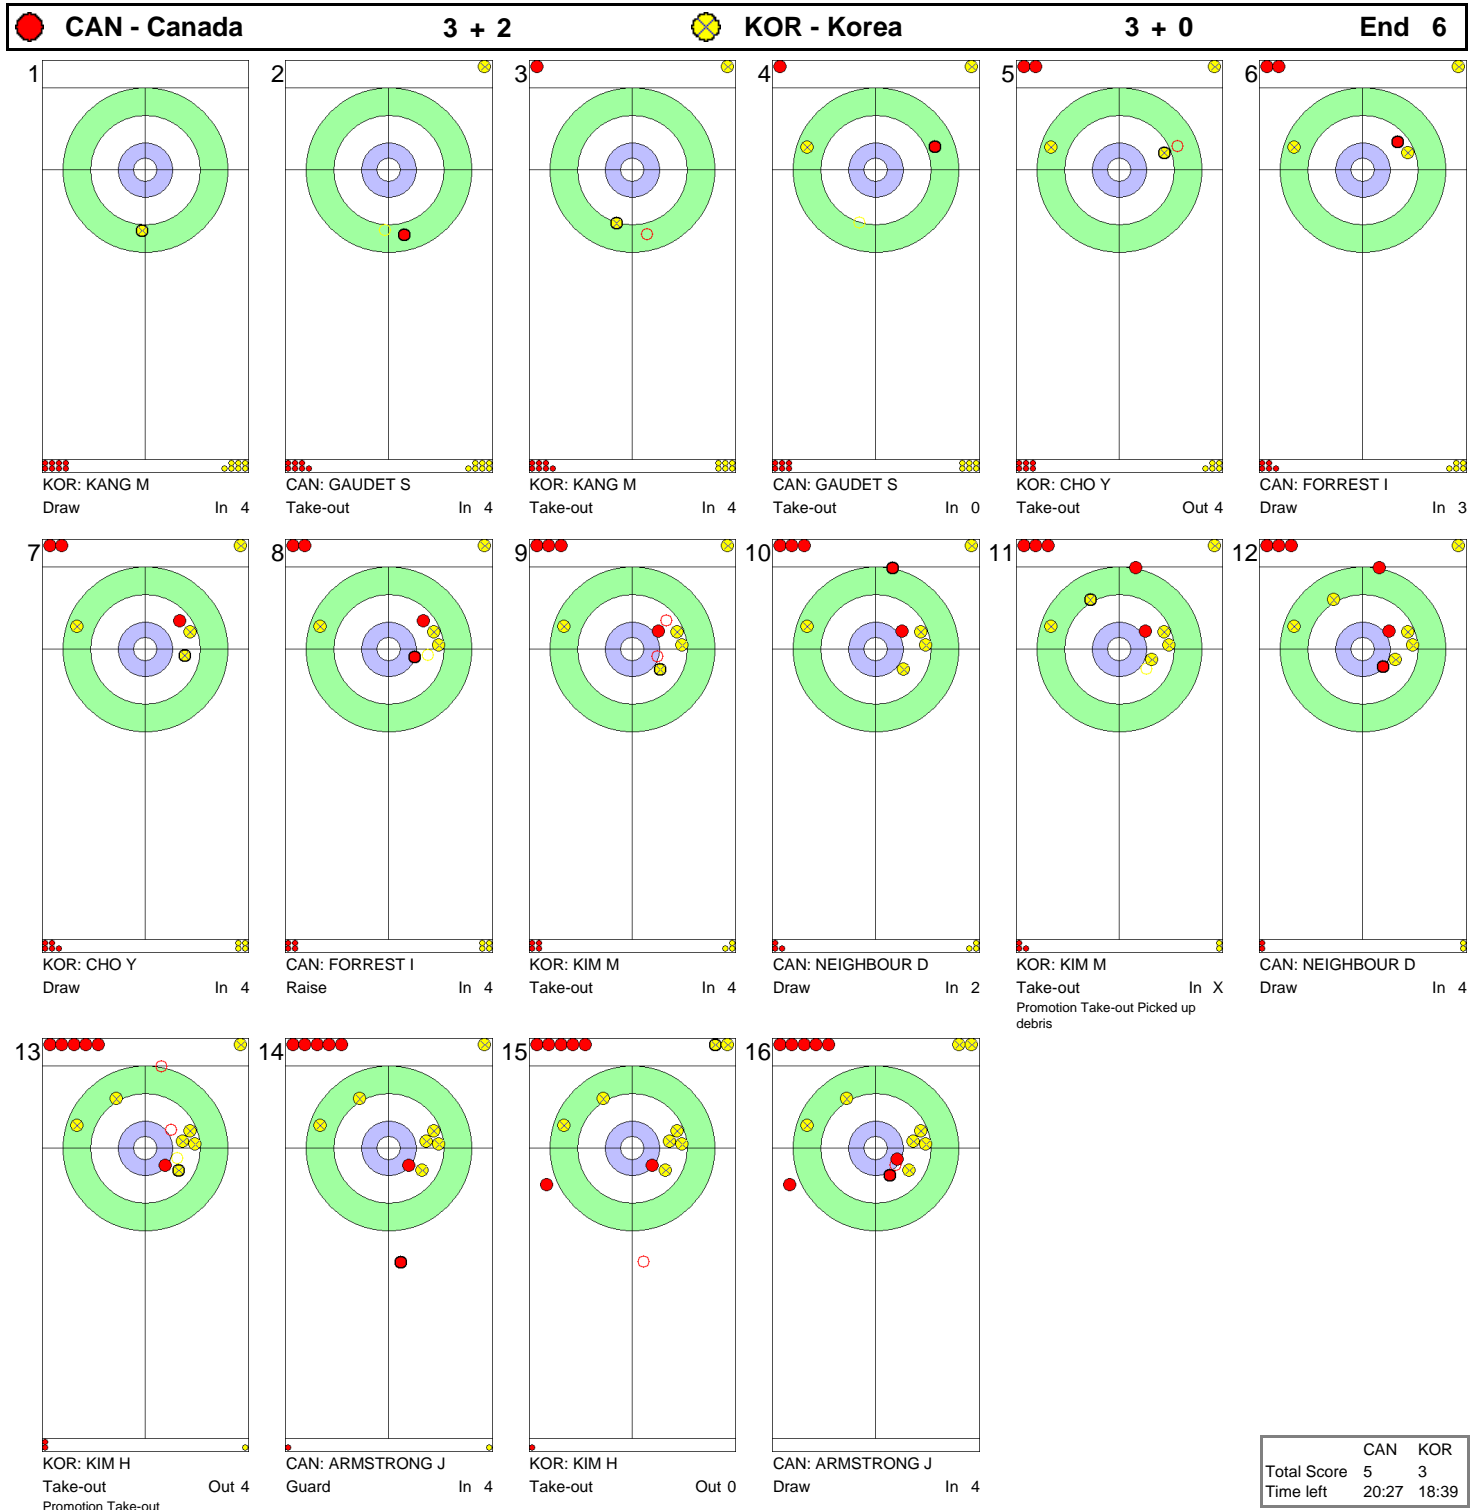 CAN - Canada 3 + 2 KOR - Korea 3 + 0 End 6
1 2 3 4 5 6
KOR: KANG M CAN: GAUDET S KOR: KANG M CAN: GAUDET S KOR: CHO Y CAN: FORREST I
Draw In 4 Take-out In 4 Take-out In 4 Take-out In 0 Take-out Out 4 Draw In 3
7 8 9 10 11 12
KOR: CHO Y CAN: FORREST I KOR: KIM M CAN: NEIGHBOUR D KOR: KIM M CAN: NEIGHBOUR D
Draw In 4 Raise In 4 Take-out In 4 Draw In 2 Take-out In X Draw In 4
Promotion Take-out Picked up
debris
13 14 15 16
KOR: KIM H CAN: ARMSTRONG J KOR: KIM H CAN: ARMSTRONG J
Take-out Out 4 Guard In 4 Take-out Out 0 Draw In 4
Promotion Take-out
CAN KOR
Total Score 5 3
Time left 20:27 18:39